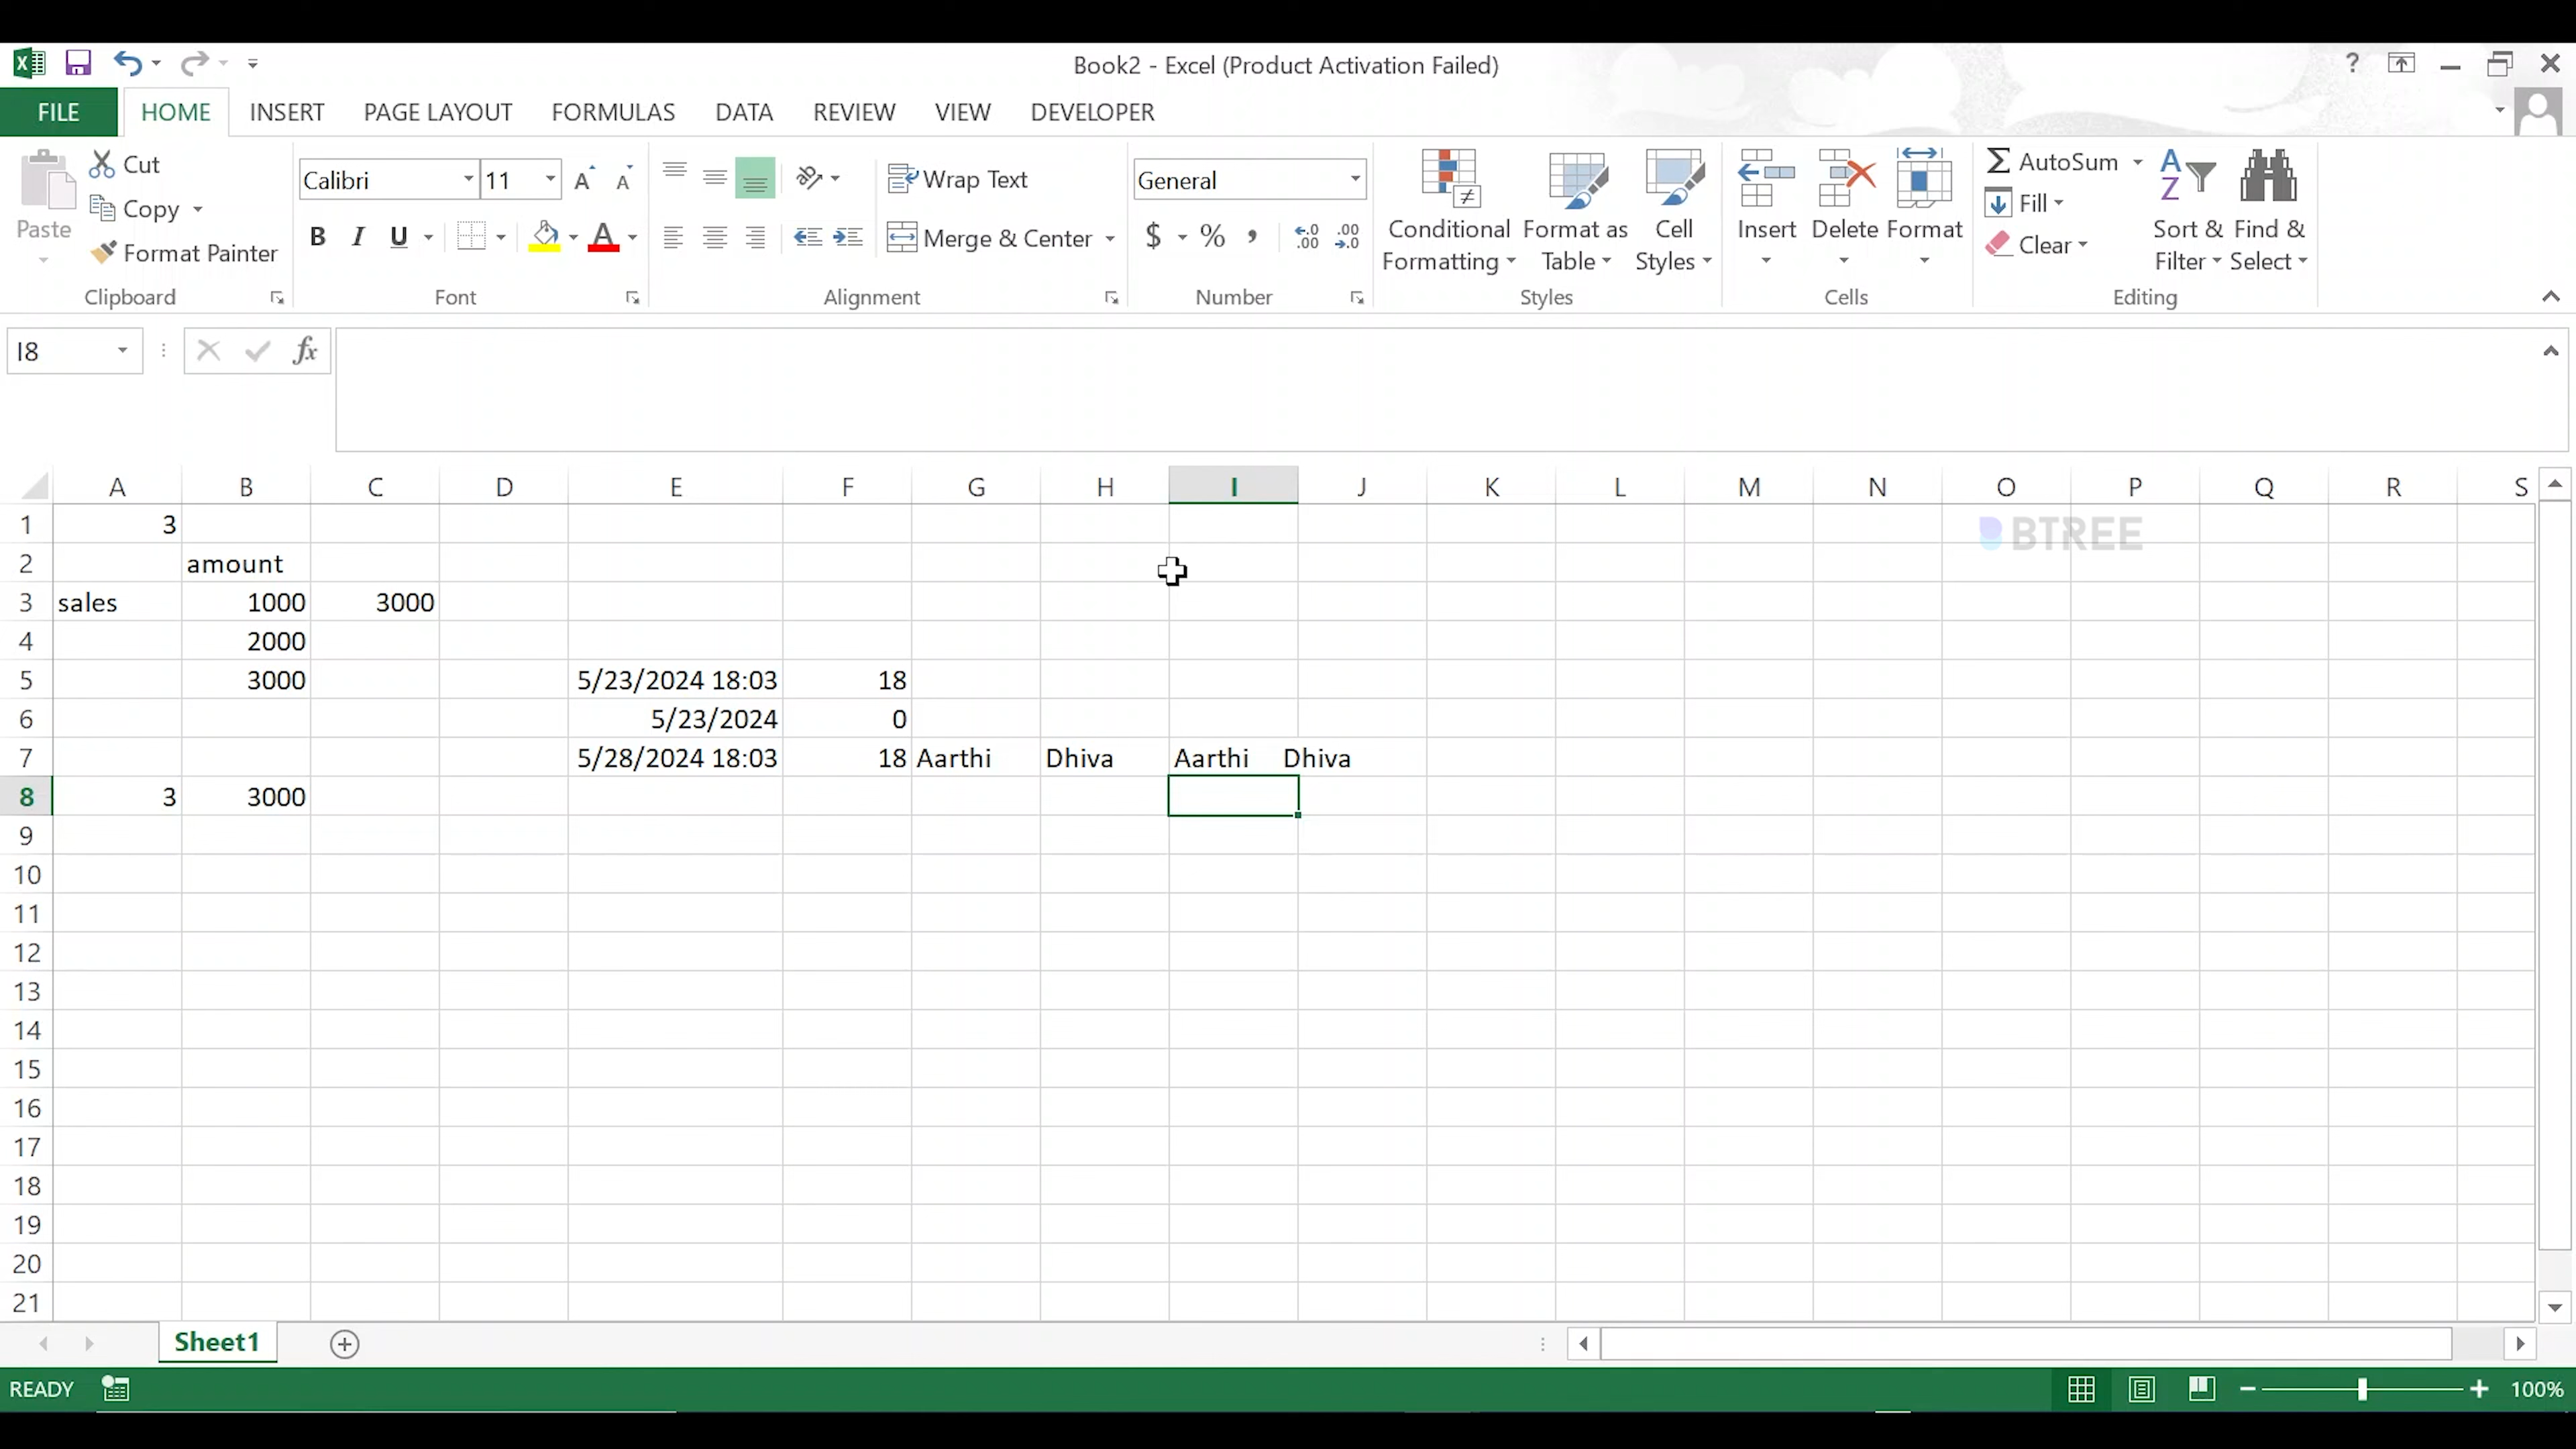 Book2 - Excel (Product Activation Failed)
FILE HOME INSERT PAGE LAYOUT FORMULAS DATA REVIEW VIEW DEVELOPER
Paste Cut Copy Format Painter Clipboard
Calibri 11 B I U Font
Wrap Text Merge & Center Alignment
General $ % , Number
Conditional Formatting Format as Table Cell Styles Styles
Insert Delete Format Cells
AutoSum Fill Clear Sort & Filter Find & Select Editing
I8 fx
A B C D E F G H I J K L M N O P Q R S
1 3
BTREE
2 amount
3 sales 1000 3000
4 2000
5 3000 5/23/2024 18:03 18
6 5/23/2024 0
7 5/28/2024 18:03 18 Aarthi Dhiva Aarthi Dhiva
8 3 3000
9
10
11
12
13
14
15
16
17
18
19
20
21
Sheet1
READY 100%